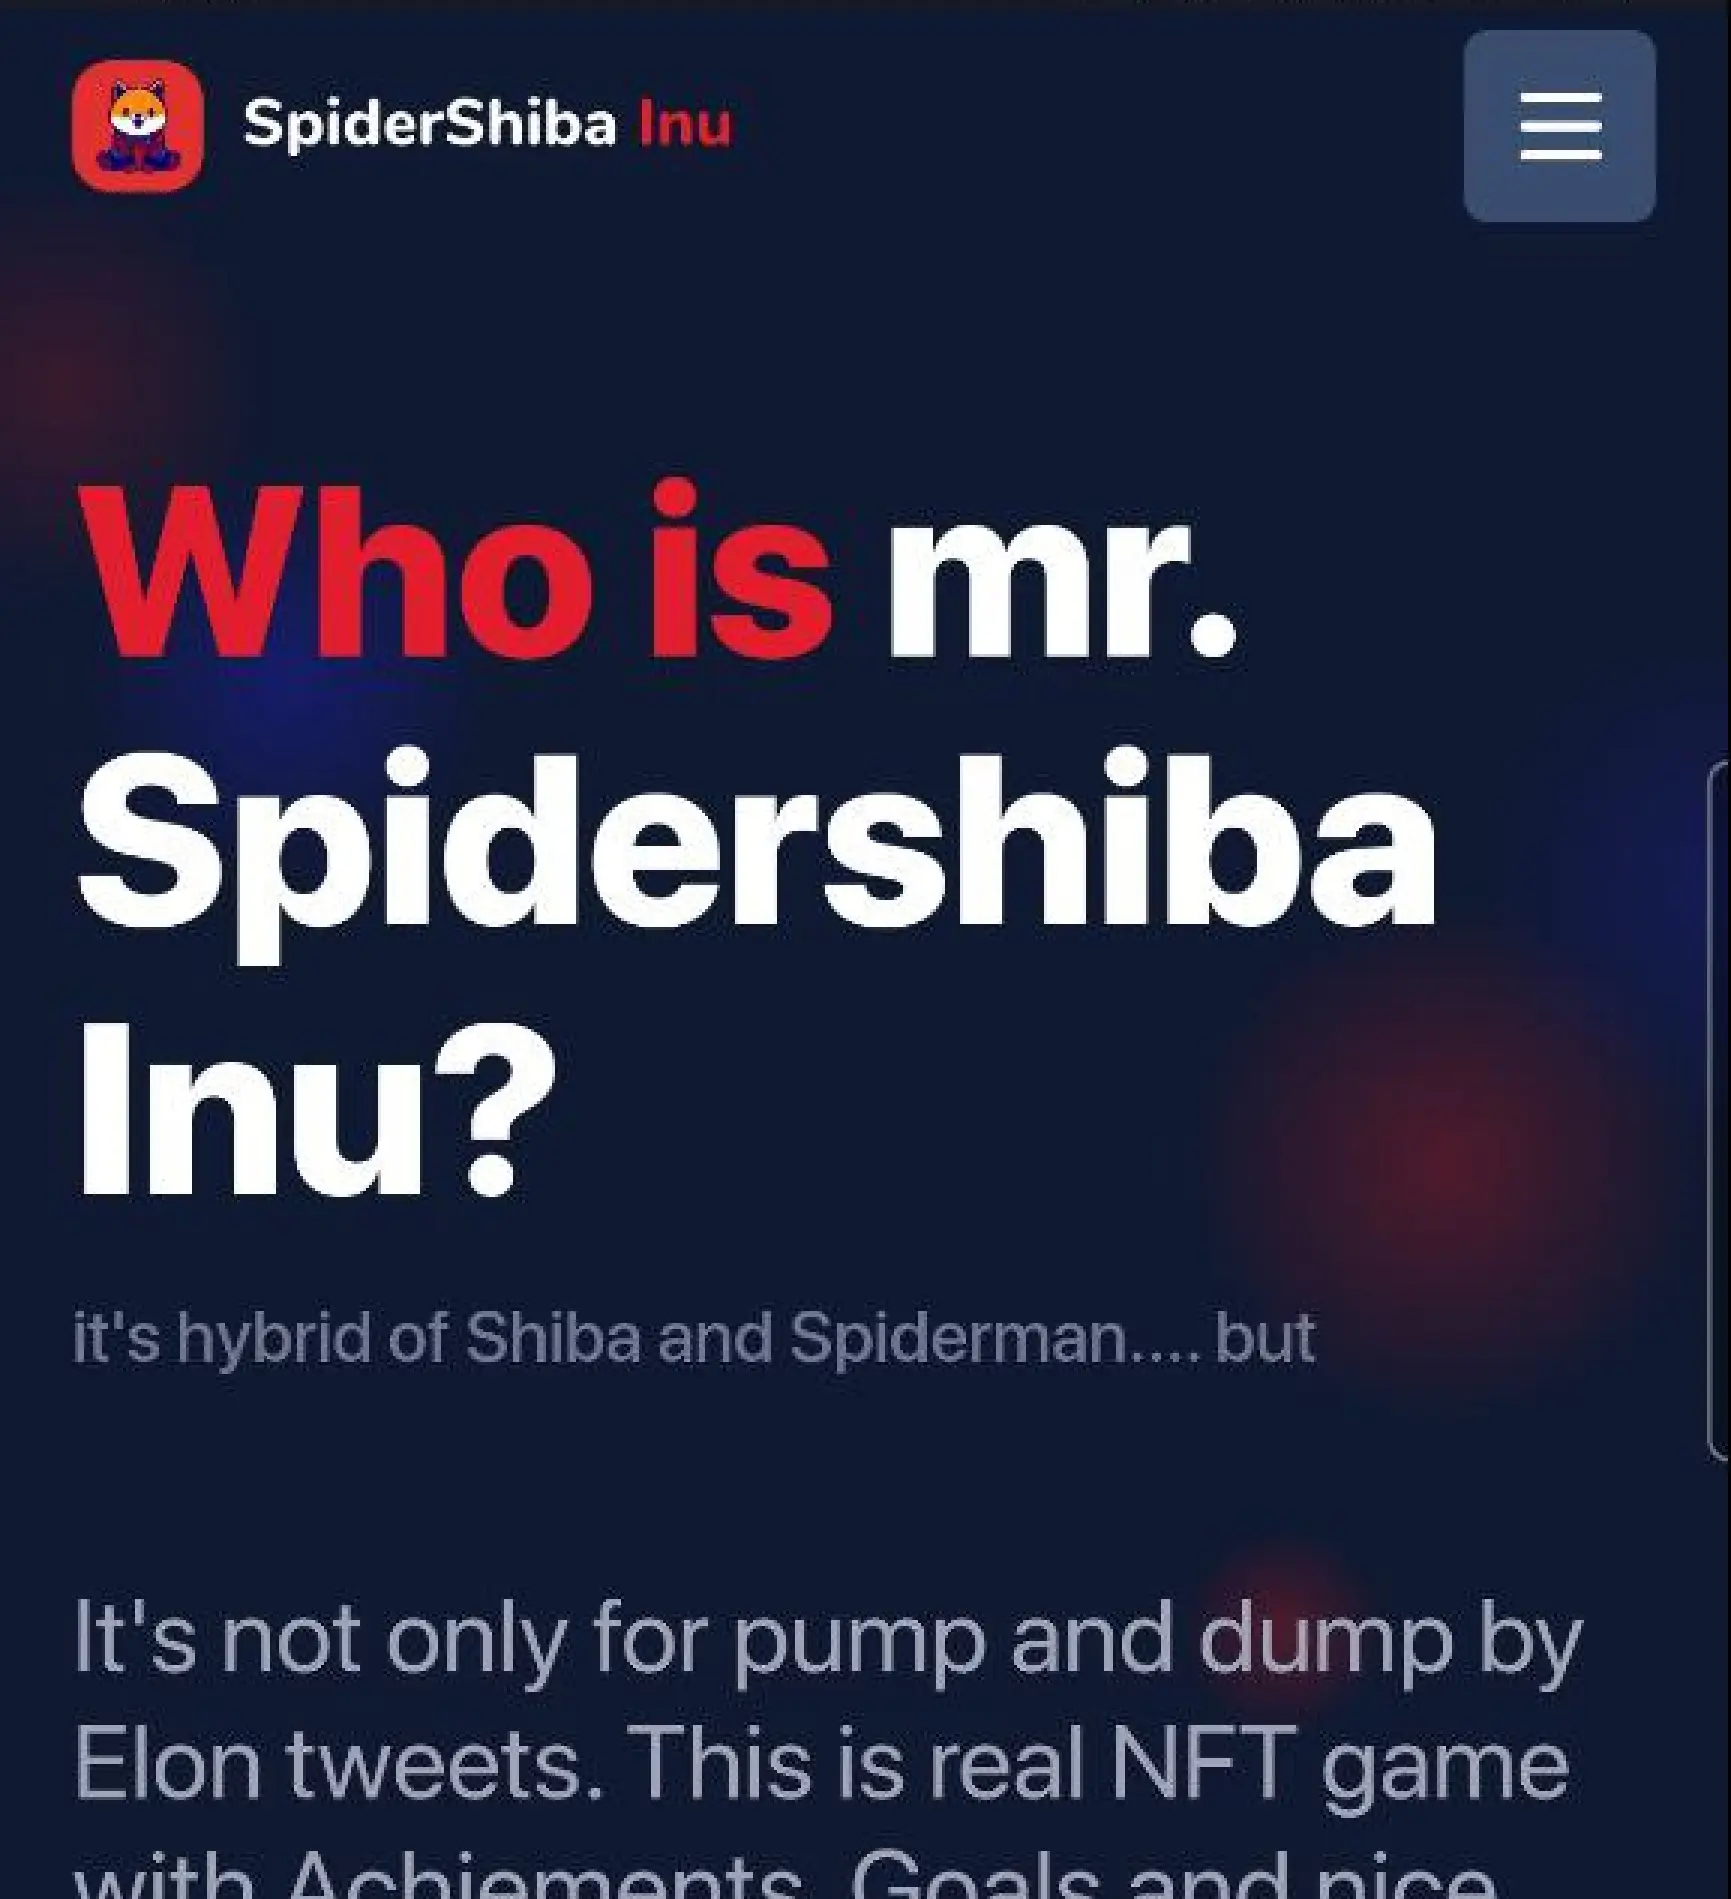 SpiderShiba Inu
Who is mr.
Spidershiba
Inu?
it's hybrid of Shiba and Spiderman.... but
It's not only for pump and dump by
Elon tweets. This is real NFT game
with Achiements, Goals and nice